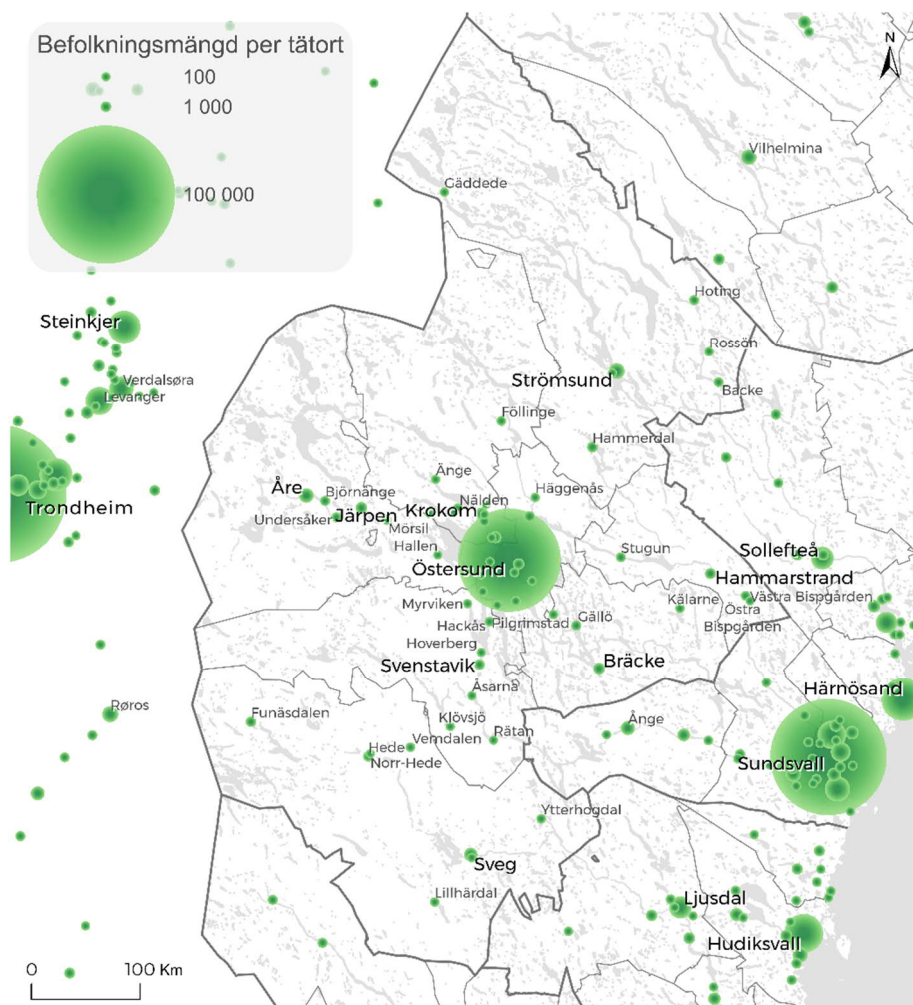 Befolkningsmängd per tätort
100
1 000
100 000
N
Vilhelmina
Gäddede
Hoting
Steinkjer
Rossön
Verdalsøra
Levanger
Strömsund
Backe
Föllinge
Hammerdal
Änge
Åre
Björnänge
Nälden
Häggenås
Trondheim
Undersåker
Järpen
Krokom
Mörsil
Hallen
Östersund
Stugun
Sollefteå
Hammarstrand
Myrviken
Kälarne
Västra Bispgården
Östra
Bispgården
Hackås
Pilgrimstad
Gällö
Hoverberg
Svenstavik
Bräcke
Åsarna
Härnösand
Røros
Funäsdalen
Klövsjö
Ånge
Vemdalen
Rätan
Hede
Norr-Hede
Sundsvall
Ytterhogdal
Sveg
Lillhärdal
Ljusdal
Hudiksvall
0 100 Km